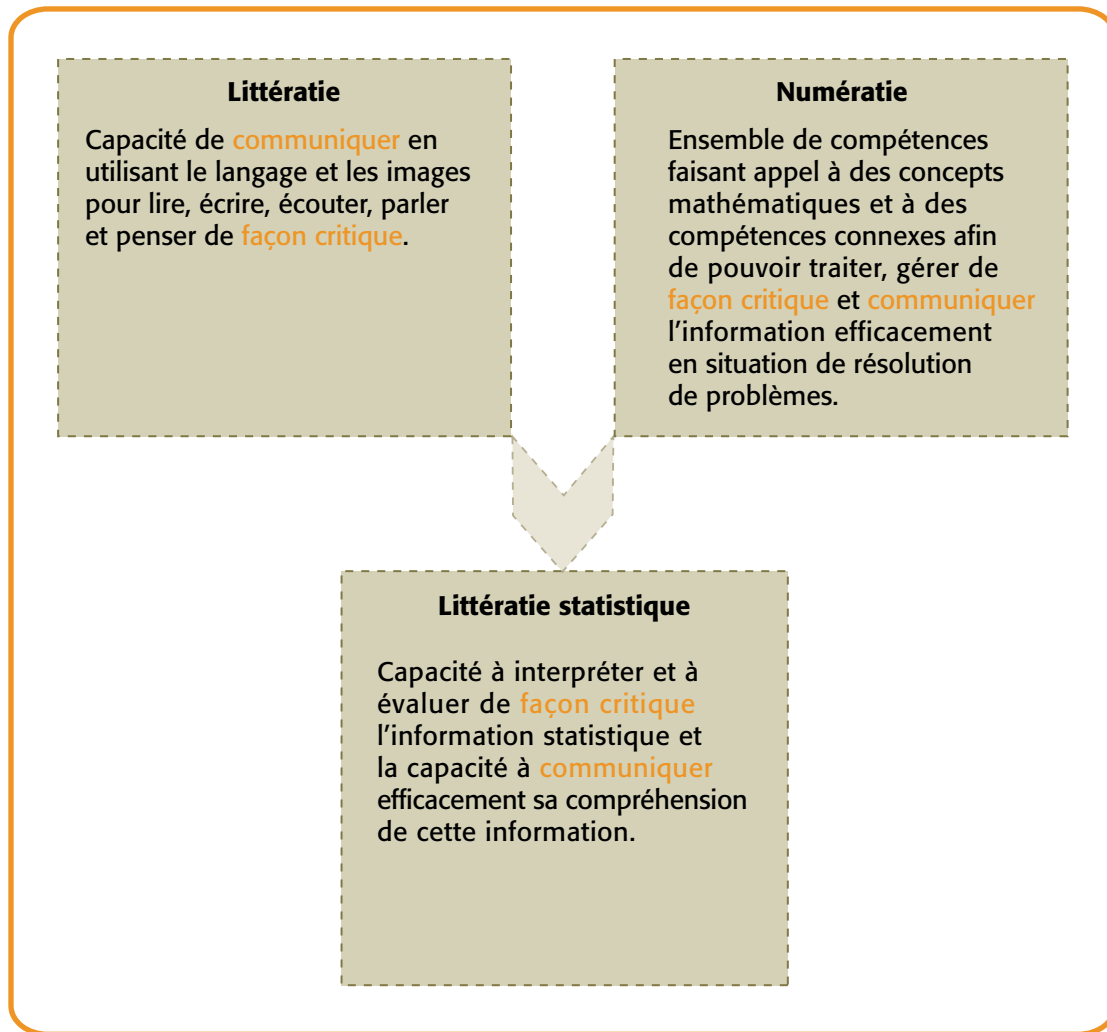 Littératie
Capacité de communiquer en
utilisant le langage et les images
pour lire, écrire, écouter, parler
et penser de façon critique.
Numératie
Ensemble de compétences
faisant appel à des concepts
mathématiques et à des
compétences connexes afin
de pouvoir traiter, gérer de
façon critique et communiquer
l’information efficacement
en situation de résolution
de problèmes.
Littératie statistique
Capacité à interpréter et à
évaluer de façon critique
l’information statistique et
la capacité à communiquer
efficacement sa compréhension
de cette information.